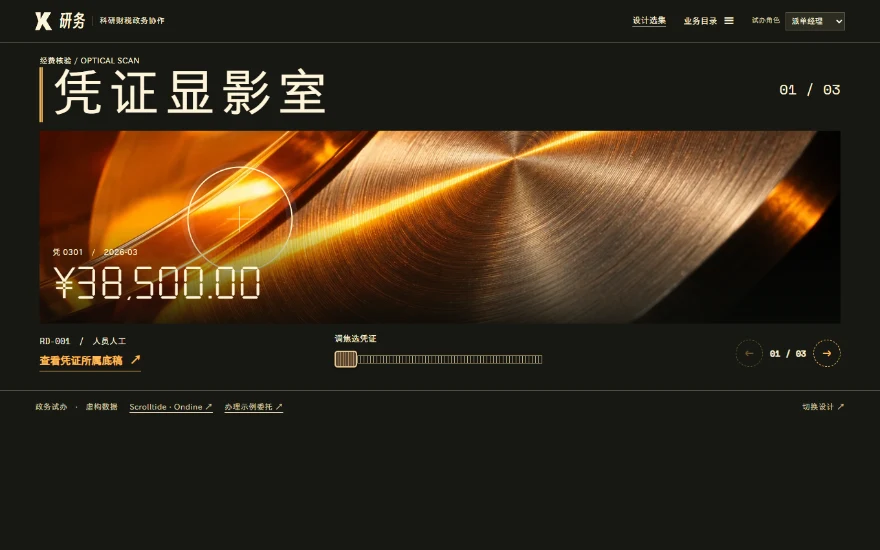 研务 科研财税政务协作 设计选集 业务目录 试办角色 派单经理
经费核验 / OPTICAL SCAN
凭证显影室
01 / 03
凭 0301 / 2026-03
¥38,500.00
RD-001 / 人员人工
查看凭证所属底稿 ↗
调焦选凭证
← 01 / 03 →
政务试办 · 虚构数据 Scrolltide · Ondine ↗ 办理示例委托 ↗ 切换设计 ↗